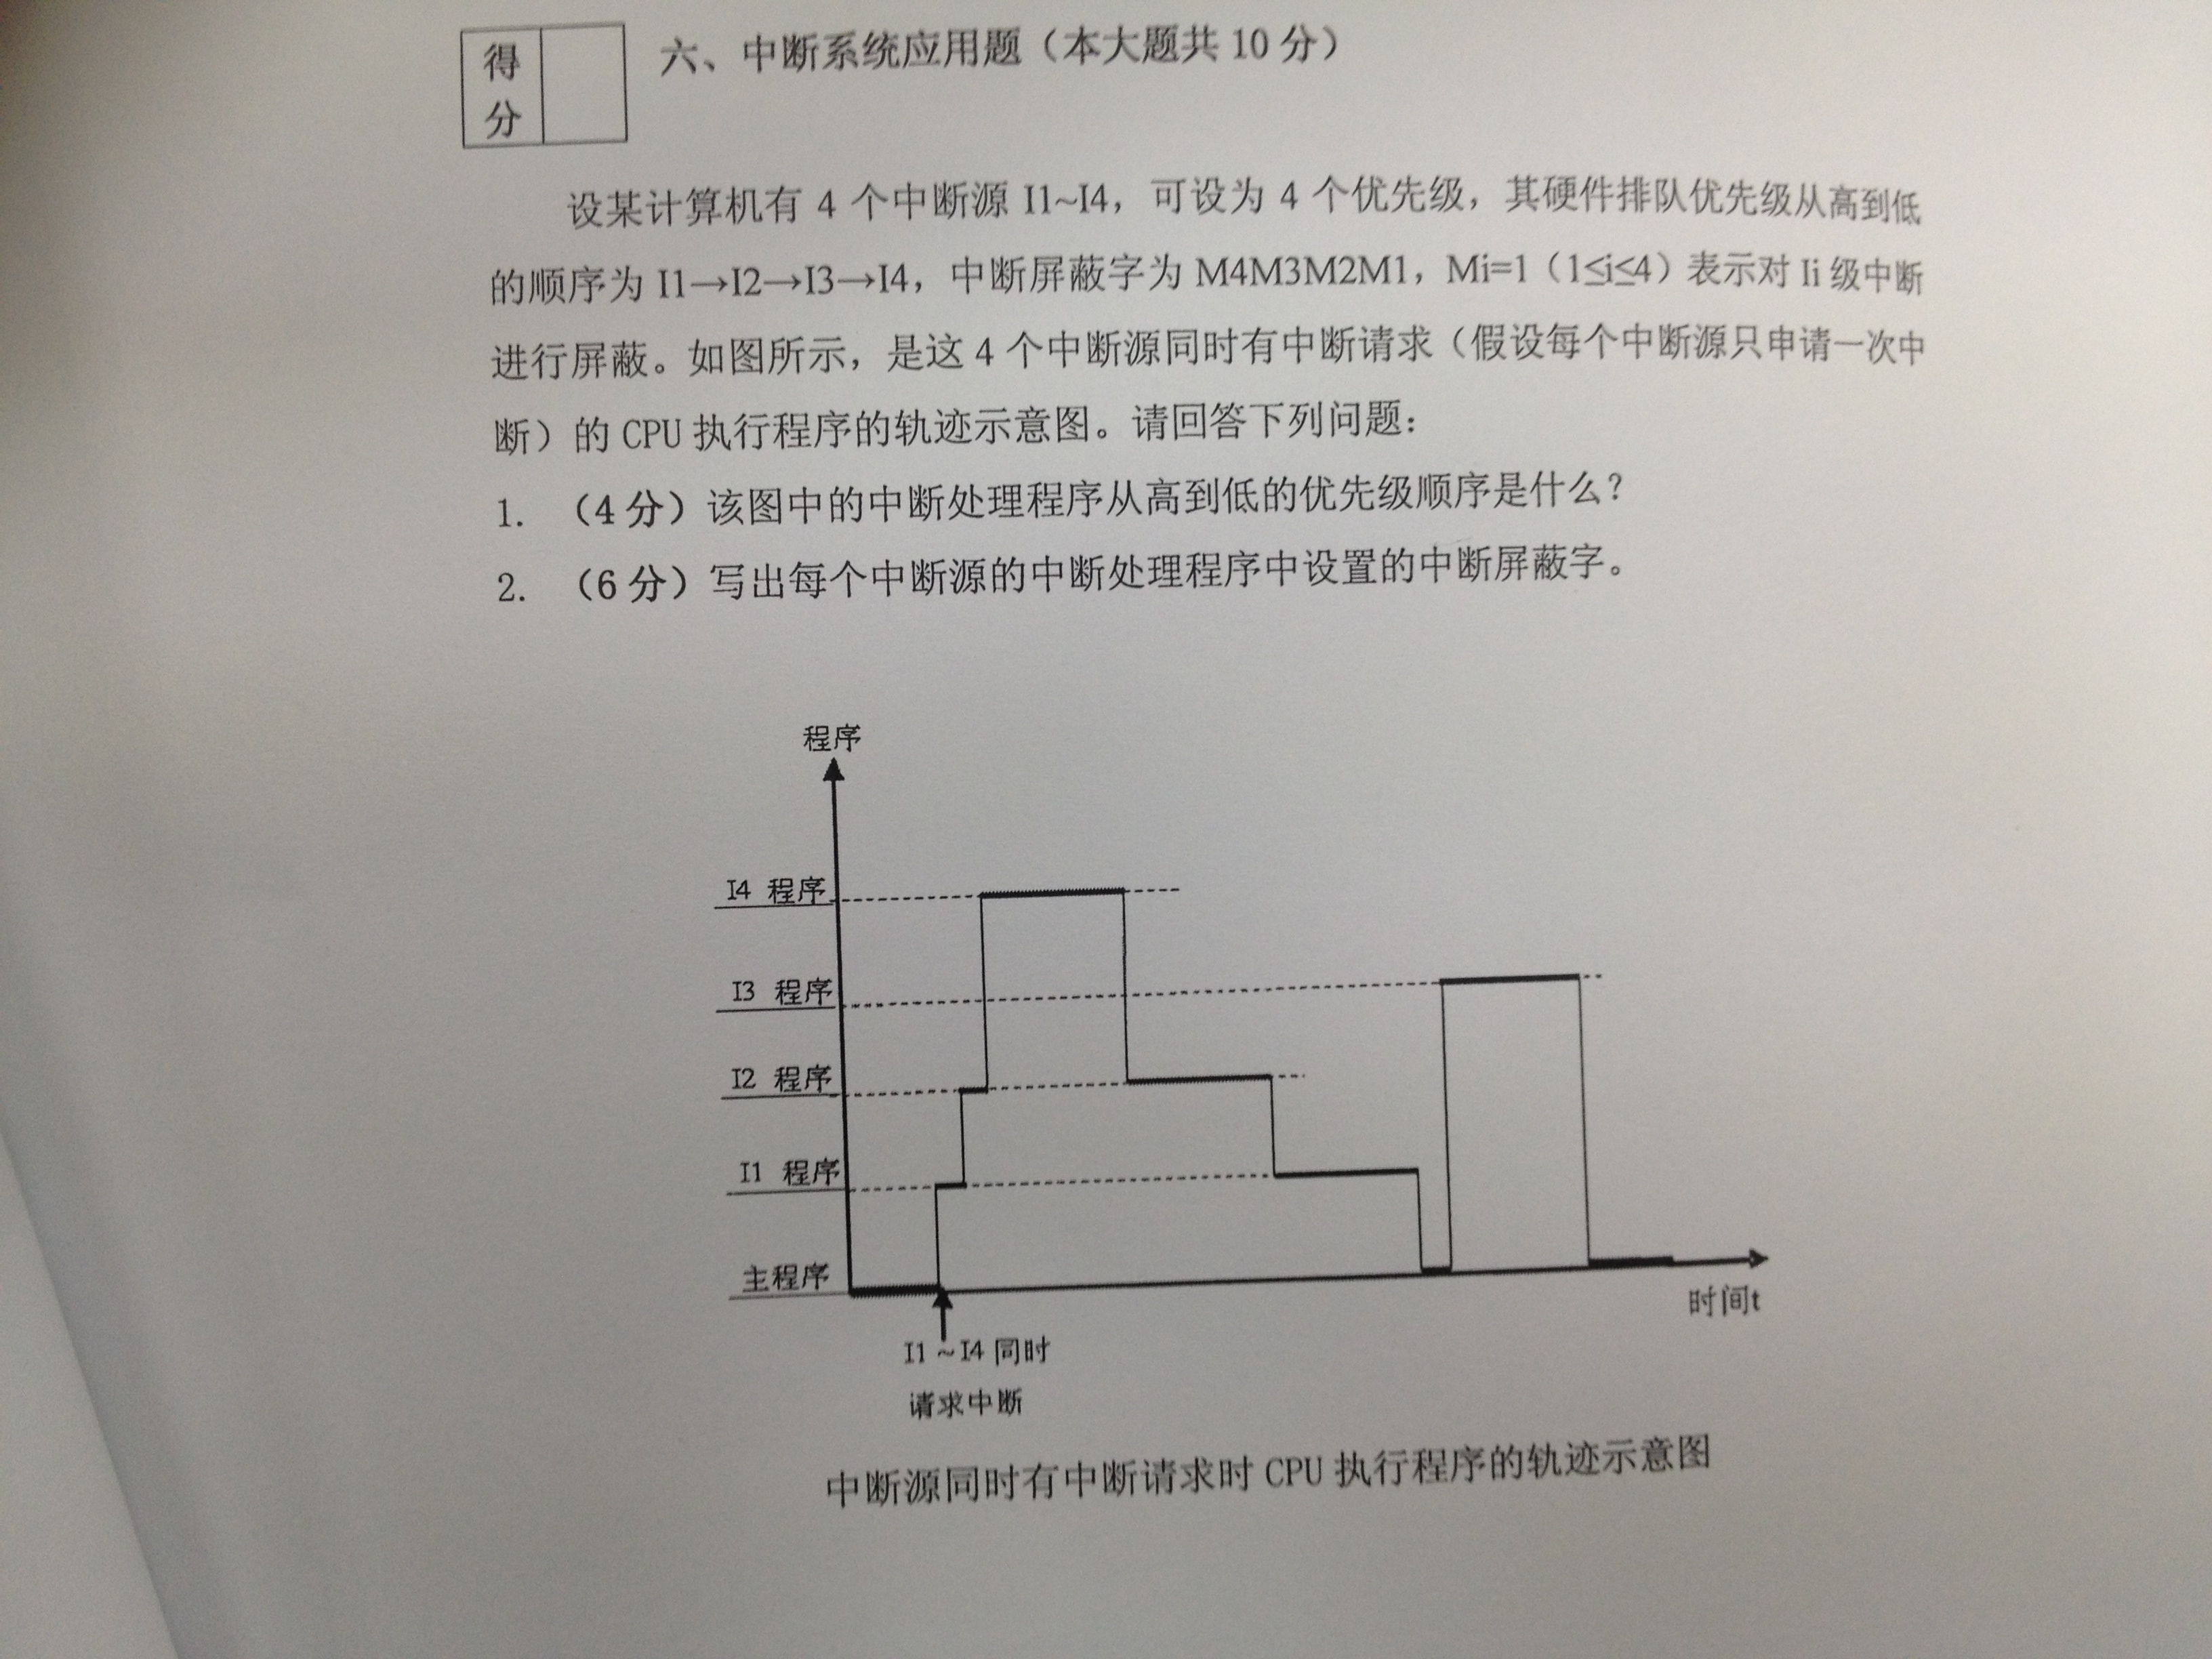 得分
六、中断系统应用题（本大题共 10 分）
设某计算机有 4 个中断源 I1~I4，可设为 4 个优先级，其硬件排队优先级从高到低
的顺序为 I1→I2→I3→I4，中断屏蔽字为 M4M3M2M1，Mi=1（1≤i≤4）表示对 Ii 级中断
进行屏蔽。如图所示，是这 4 个中断源同时有中断请求（假设每个中断源只申请一次中
断）的 CPU 执行程序的轨迹示意图。请回答下列问题：
1. （4 分）该图中的中断处理程序从高到低的优先级顺序是什么？
2. （6 分）写出每个中断源的中断处理程序中设置的中断屏蔽字。
程序
I4 程序
I3 程序
I2 程序
I1 程序
主程序
时间t
I1 ~I4 同时
请求中断
中断源同时有中断请求时 CPU 执行程序的轨迹示意图